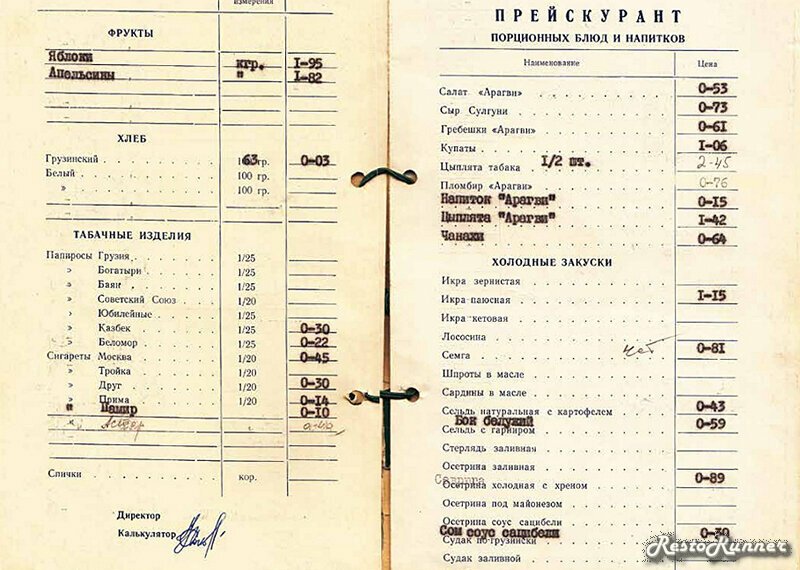 измерения
ФРУКТЫ
Яблоки кгр. I-95
Апельсины " I-82
ХЛЕБ
Грузинский 63 гр. 0-03
Белый 100 гр.
» 100 гр.
ТАБАЧНЫЕ ИЗДЕЛИЯ
Папиросы Грузия 1/25
» Богатыри 1/25
» Баян 1/25
» Советский Союз 1/20
» Юбилейные 1/25
» Казбек 1/25 0-30
» Беломор 1/25 0-22
Сигареты Москва 1/20 0-45
» Тройка 1/20
» Друг 1/20 0-30
» Прима 1/20 0-14
" Памир 0-10
Спички кор.
Директор
Калькулятор
ПРЕЙСКУРАНТ
ПОРЦИОННЫХ БЛЮД И НАПИТКОВ
Наименование Цена
Салат «Арагви» 0-53
Сыр Сулгуни 0-73
Гребешки «Арагви» 0-61
Купаты I-06
Цыплята табака 1/2 шт. 2-45
Пломбир «Арагви» 0-76
Напиток "Арагви" 0-15
Цыплята "Арагви" I-42
Чанахи 0-64
ХОЛОДНЫЕ ЗАКУСКИ
Икра зернистая
Икра паюсная I-15
Икра кетовая
Лососина
Семга нет 0-81
Шпроты в масле
Сардины в масле
Сельдь натуральная с картофелем 0-43
Бок белужий 0-59
Сельдь с гарниром
Стерлядь заливная
Осетрина заливная
Севрюга 0-89
Осетрина холодная с хреном
Осетрина под майонезом
Осетрина соус сацибели
Сом соус сацибели 0-30
Судак по-грузински
Судак заливной
RestoRunner